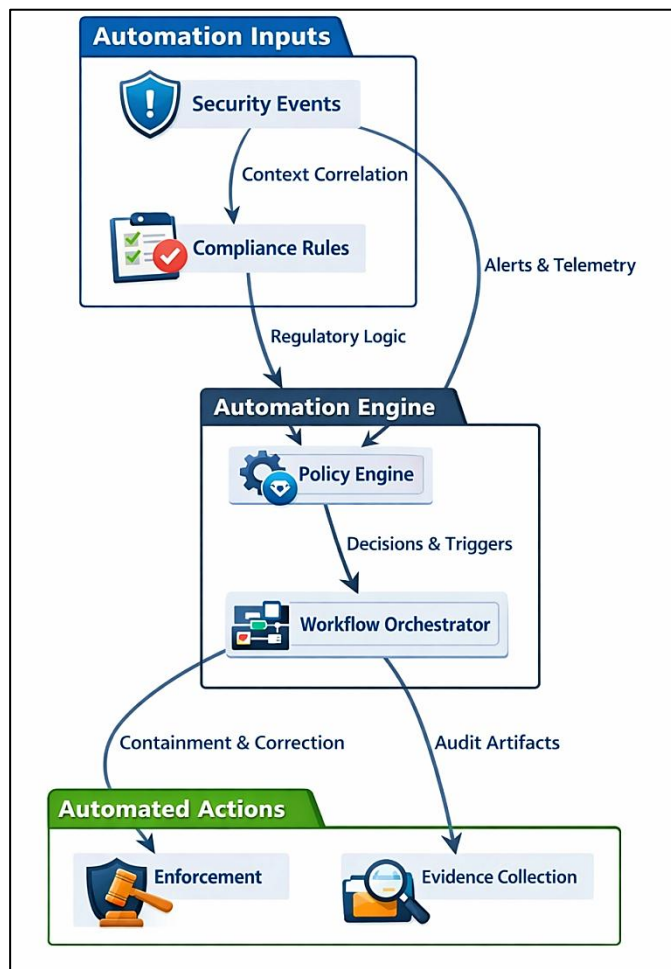 Automation Inputs
Security Events
Context Correlation
Compliance Rules
Alerts & Telemetry
Regulatory Logic
Automation Engine
Policy Engine
Decisions & Triggers
Workflow Orchestrator
Containment & Correction
Audit Artifacts
Automated Actions
Enforcement
Evidence Collection